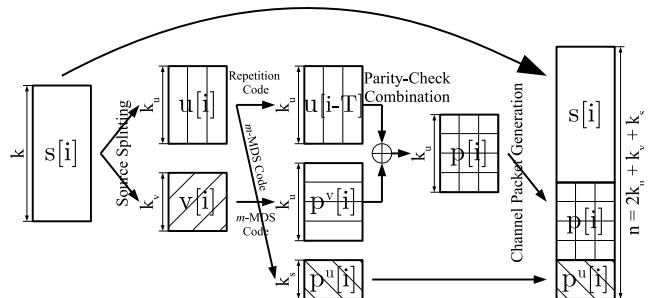 k
s[i]
Source Splitting
k_u
u[i]
k_v
v[i]
Repetition
Code
m-MDS Code
m-MDS
Code
k_u
u[i-T]
k_u
p^v[i]
k_s
p^u[i]
Parity-Check
Combination
k_u
p[i]
Channel Packet Generation
s[i]
p[i]
p^u[i]
n = 2k_u + k_v + k_s